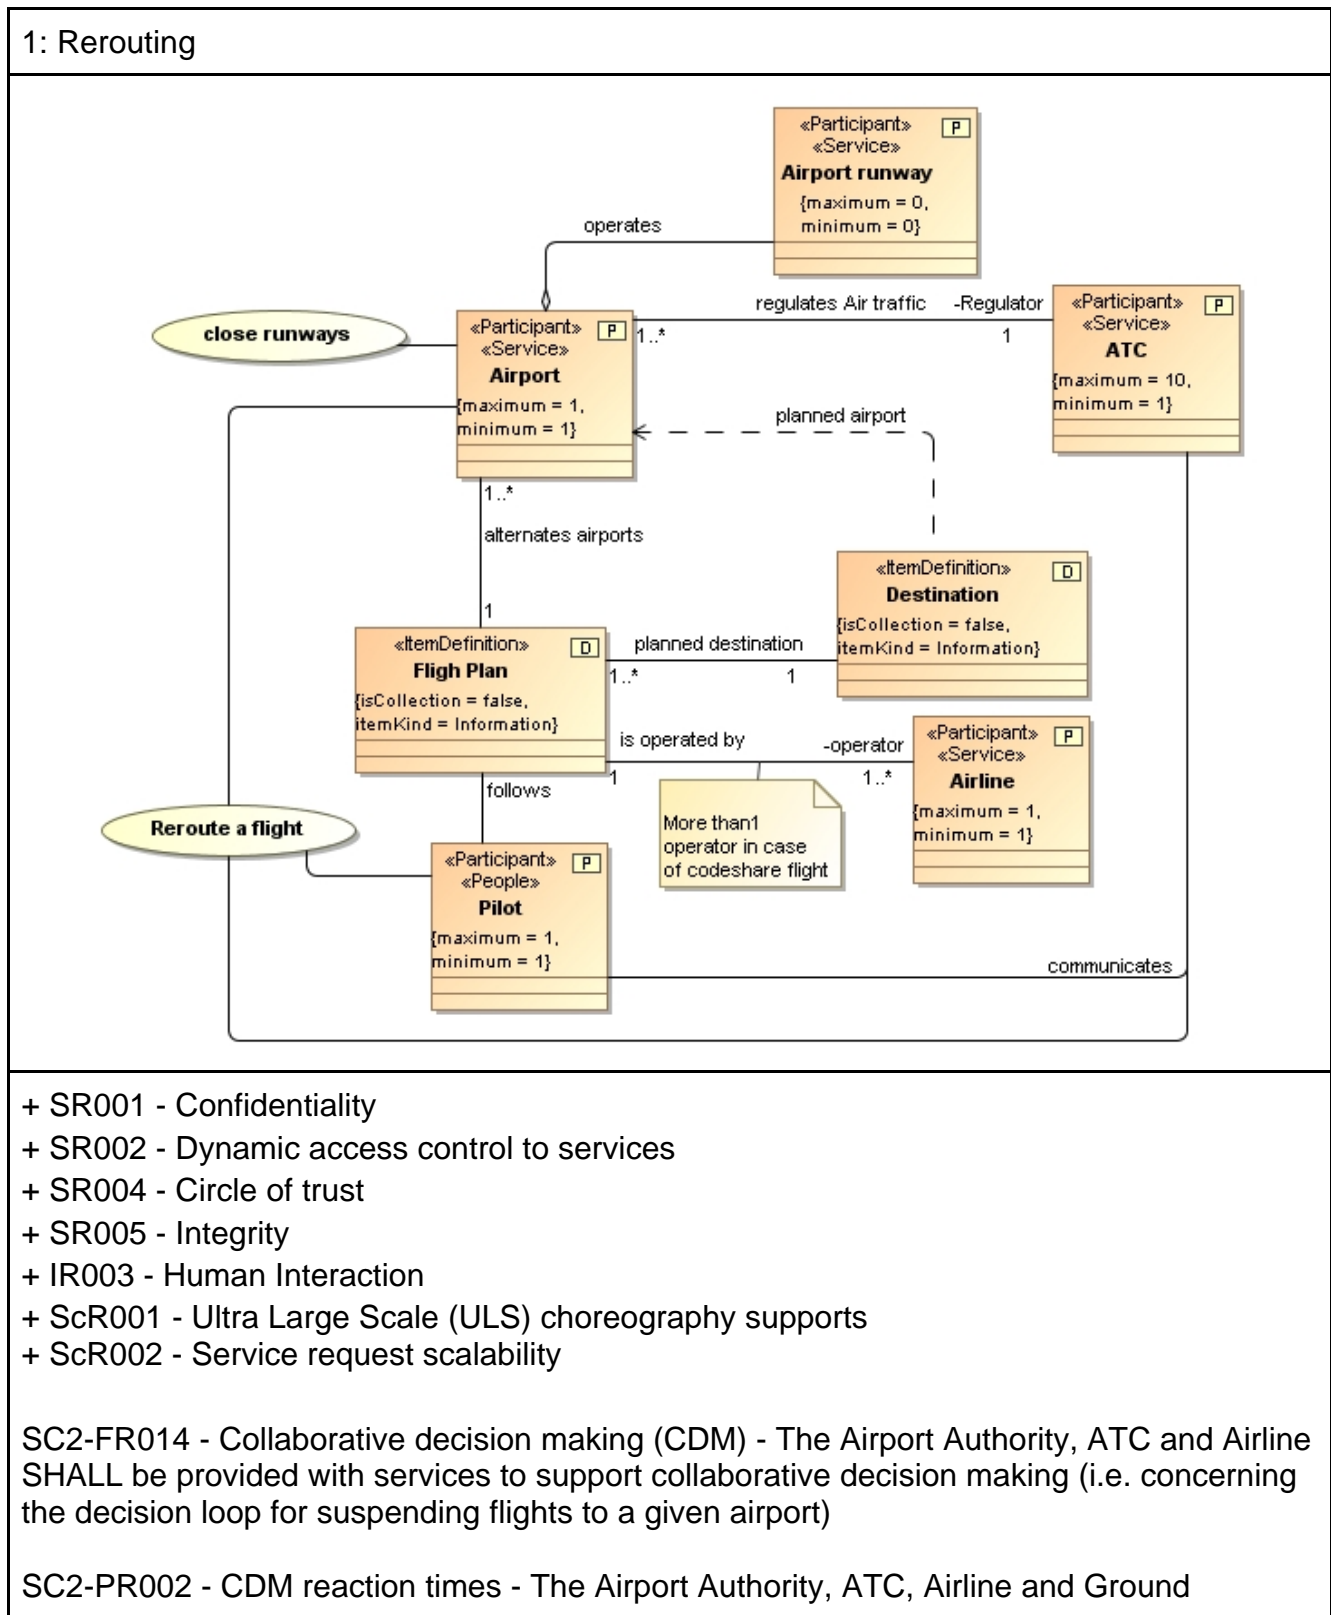 1: Rerouting
«Participant»
P
«Service»
Airport runway
{maximum = 0,
minimum = 0}
operates
regulates Air traffic
-Regulator
1..*
1
«Participant»
P
«Service»
ATC
{maximum = 10,
minimum = 1}
close runways
«Participant»
P
«Service»
Airport
{maximum = 1,
minimum = 1}
planned airport
1..*
alternates airports
1
«ItemDefinition»
D
Destination
{isCollection = false,
itemKind = Information}
«ItemDefinition»
D
Fligh Plan
{isCollection = false,
itemKind = Information}
planned destination
1..*
1
is operated by
-operator
1
1..*
«Participant»
P
«Service»
Airline
{maximum = 1,
minimum = 1}
More than1
operator in case
of codeshare flight
follows
Reroute a flight
«Participant»
P
«People»
Pilot
{maximum = 1,
minimum = 1}
communicates
+ SR001 - Confidentiality
+ SR002 - Dynamic access control to services
+ SR004 - Circle of trust
+ SR005 - Integrity
+ IR003 - Human Interaction
+ ScR001 - Ultra Large Scale (ULS) choreography supports
+ ScR002 - Service request scalability
SC2-FR014 - Collaborative decision making (CDM) - The Airport Authority, ATC and Airline
SHALL be provided with services to support collaborative decision making (i.e. concerning
the decision loop for suspending flights to a given airport)
SC2-PR002 - CDM reaction times - The Airport Authority, ATC, Airline and Ground